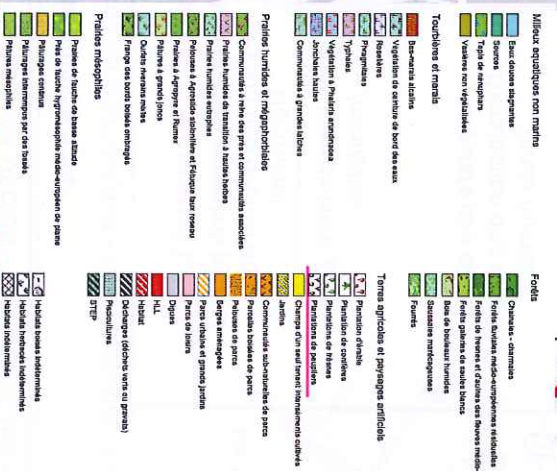 Milieux aquatiques non marins
Eaux douces stagnantes
Sources
Tapis de nénuphars
Vasières non végétalisées
Tourbières et marais
Bas-marais alcalins
Végétation de ceinture de bord des eaux
Roselières
Phragmitaies
Typhaies
Végétation à Phalaris arundinacea
Jonchaies hautes
Communautés à grandes laîches
Prairies humides et mégaphorbiaies
Communautés à reine des prés et communautés associées
Prairies humides de transition à hautes herbes
Prairies humides eutrophes
Pelouses à Agrostide stolonifère et Fétuque faux roseau
Prairies à Agropyre et Rumex
Pâtures à grands joncs
Ourlets riverains mixtes
Frange des bords boisés ombragés
Prairies mésophiles
Prairies de fauche de basse altitude
Prés de fauche hygromésophile médio-européen de plaine
Pâturages continus
Pâturages interrompus par des fossés
Pâtures mésophiles
Forêts
Chênaies - charmaies
Forêts fluviales médio-européennes résiduelles
Forêts de frênes et d'aulnes des fleuves médio-
Forêts galeries de saules blancs
Bois de bouleaux humides
Saussaies marécageuses
Fourrés
Terres agricoles et paysages artificiels
Plantation d'érable
Plantation de conifères
Plantations de frênes
Plantations de peupliers
Champs d'un seul tenant intensément cultivés
Jardins
Communautés sub-naturelles de parcs
Parcelles boisées de parcs
Pelouses de parcs
Berges aménagées
Parcs urbains et grands jardins
Parcs de loisirs
Digues
HLL
Habitat
Décharges (déchets verts ou gravats)
Piscicultures
STEP
Habitats boisés indéterminés
Habitats herbacés indéterminés
Habitats indéterminés